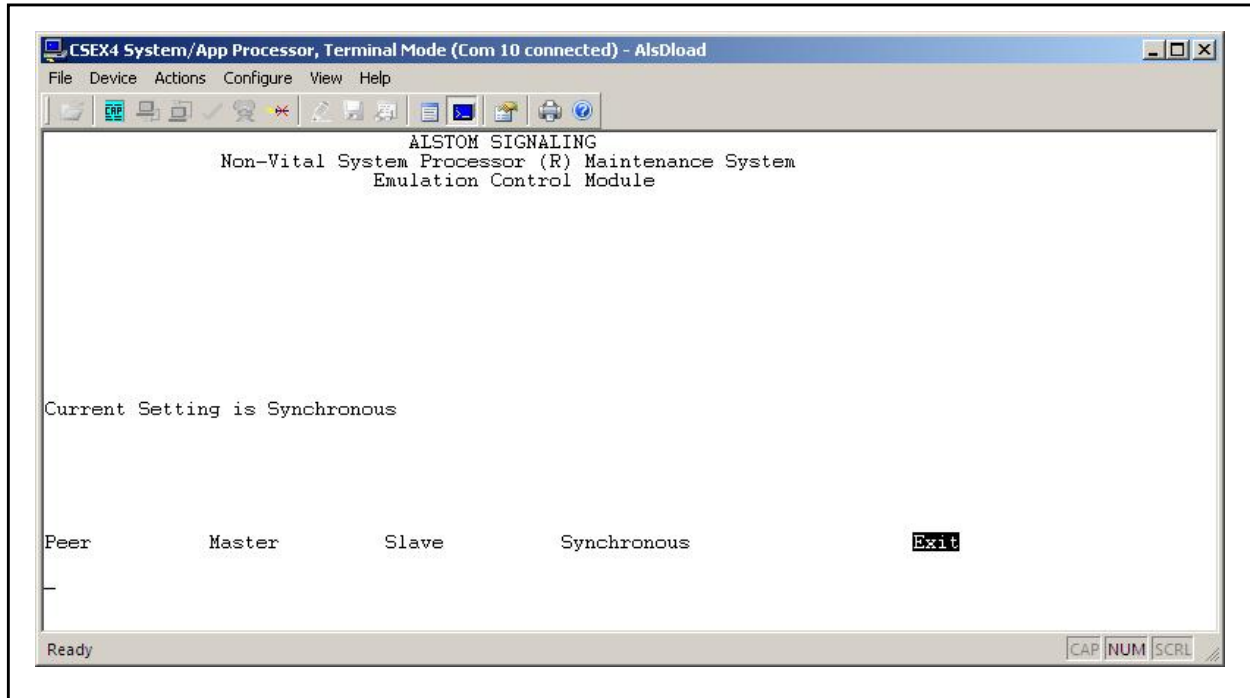 CSEX4 System/App Processor, Terminal Mode (Com 10 connected) - AlsDload
File Device Actions Configure View Help
CAP
ALSTOM SIGNALING
Non-Vital System Processor (R) Maintenance System
Emulation Control Module
Current Setting is Synchronous
Peer Master Slave Synchronous Exit
Ready CAP NUM SCRL